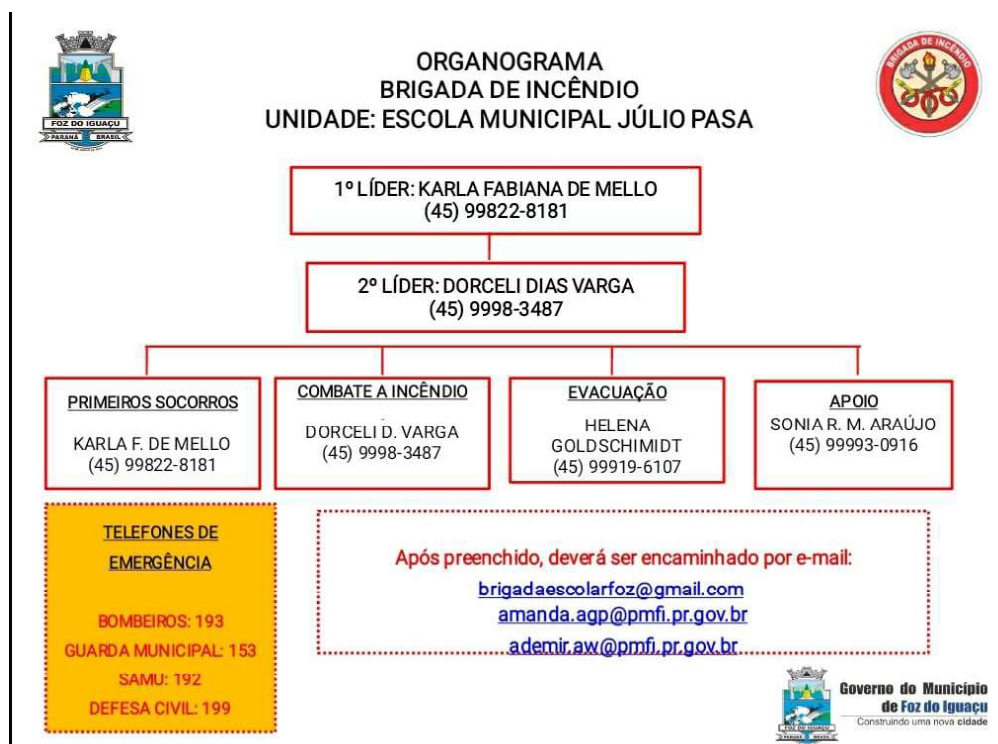 ORGANOGRAMA
BRIGADA DE INCÊNDIO
UNIDADE: ESCOLA MUNICIPAL JÚLIO PASA
FOZ DO IGUAÇU
PARANÁ BRASIL
BRIGADA DE INCÊNDIO
1º LÍDER: KARLA FABIANA DE MELLO
(45) 99822-8181
2º LÍDER: DORCELI DIAS VARGA
(45) 9998-3487
PRIMEIROS SOCORROS
KARLA F. DE MELLO
(45) 99822-8181
COMBATE A INCÊNDIO
DORCELI D. VARGA
(45) 9998-3487
EVACUAÇÃO
HELENA
GOLDSCHIMIDT
(45) 99919-6107
APOIO
SONIA R. M. ARAÚJO
(45) 99993-0916
TELEFONES DE
EMERGÊNCIA
BOMBEIROS: 193
GUARDA MUNICIPAL: 153
SAMU: 192
DEFESA CIVIL: 199
Após preenchido, deverá ser encaminhado por e-mail:
brigadaescolarfoz@gmail.com
amanda.agp@pmfi.pr.gov.br
ademir.aw@pmfi.pr.gov.br
FOZ DO IGUAÇU
PARANÁ BRASIL
Governo do Município
de Foz do Iguaçu
Construindo uma nova cidade